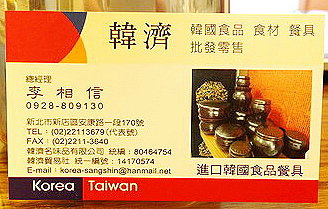 韓濟
韓國食品 食材 餐具
批發零售
總經理
李相信
0928-809130
新北市新店區安康路一段170號
TEL：(02)22113679(代表號)
FAX：(02)2211-3640
韓濟名味品有限公司 統編：80464754
韓濟貿易社 統一編號：14170574
E-mail：korea-sangshin@hanmail.net
進口韓國食品餐具
Korea Taiwan